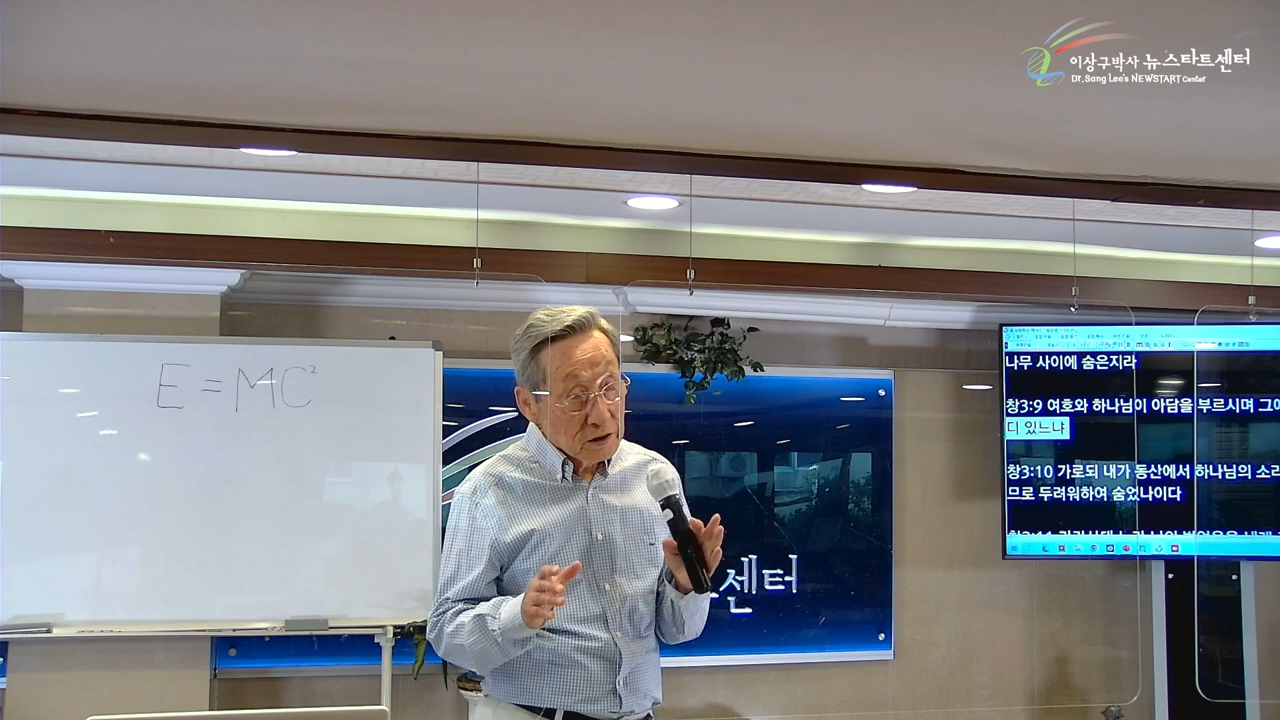 이상구박사 뉴스타트센터
Dr. Sang Lee's NEWSTART Center
E = MC²
나무 사이에 숨은지라
창3:9 여호와 하나님이 아담을 부르시며 그에
디 있느냐
창3:10 가로되 내가 동산에서 하나님의 소리
므로 두려워하여 숨었나이다
센터